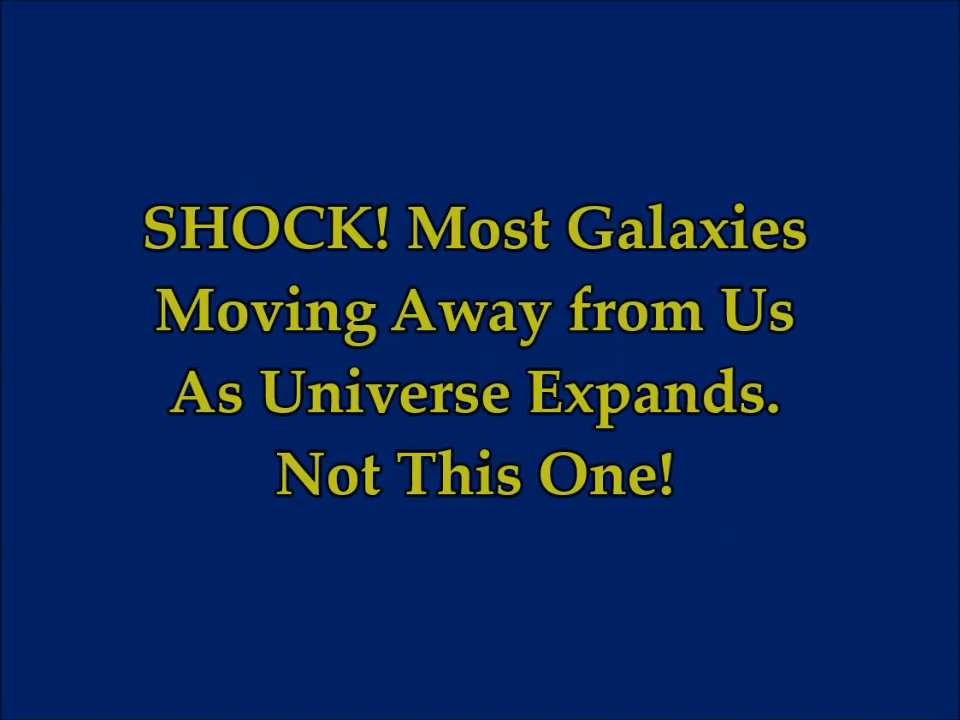 SHOCK! Most Galaxies
Moving Away from Us
As Universe Expands.
Not This One!